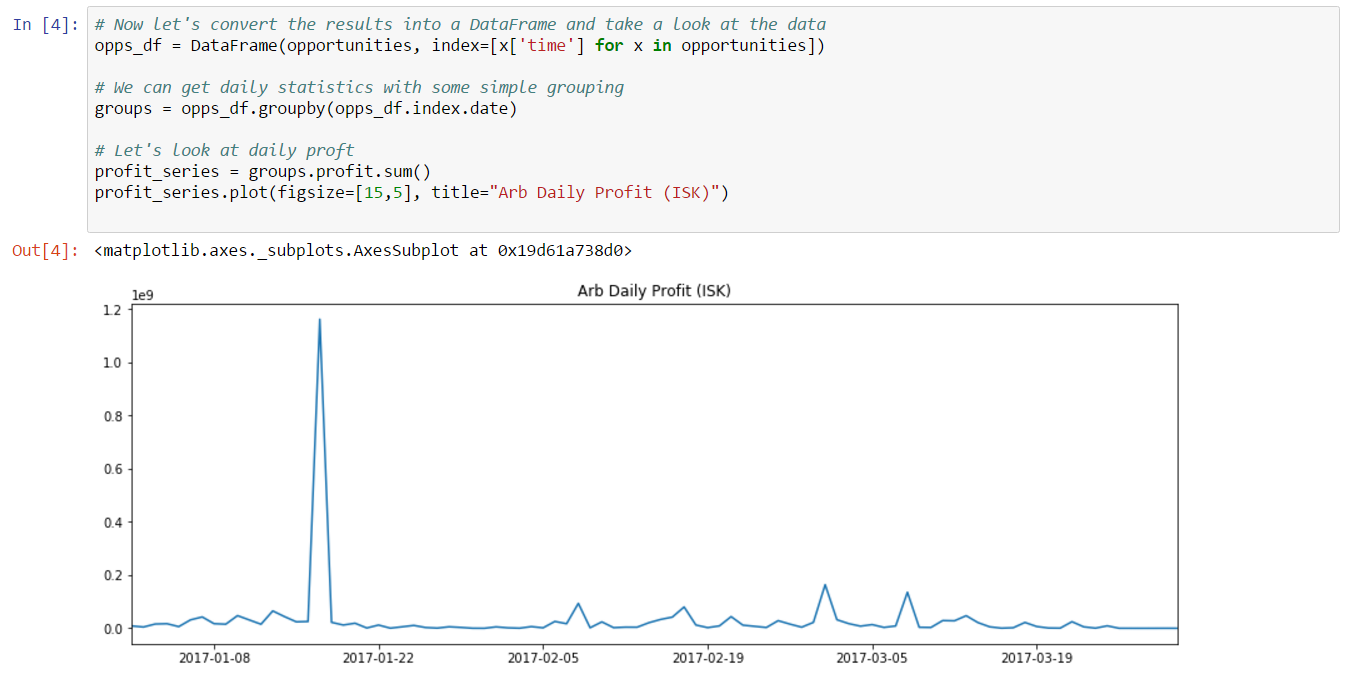 In [4]: # Now let's convert the results into a DataFrame and take a look at the data
opps_df = DataFrame(opportunities, index=[x['time'] for x in opportunities])
# We can get daily statistics with some simple grouping
groups = opps_df.groupby(opps_df.index.date)
# Let's look at daily proft
profit_series = groups.profit.sum()
profit_series.plot(figsize=[15,5], title="Arb Daily Profit (ISK)")
Out[4]: <matplotlib.axes._subplots.AxesSubplot at 0x19d61a738d0>
Arb Daily Profit (ISK)
1e9
1.2
1.0
0.8
0.6
0.4
0.2
0.0
2017-01-08 2017-01-22 2017-02-05 2017-02-19 2017-03-05 2017-03-19